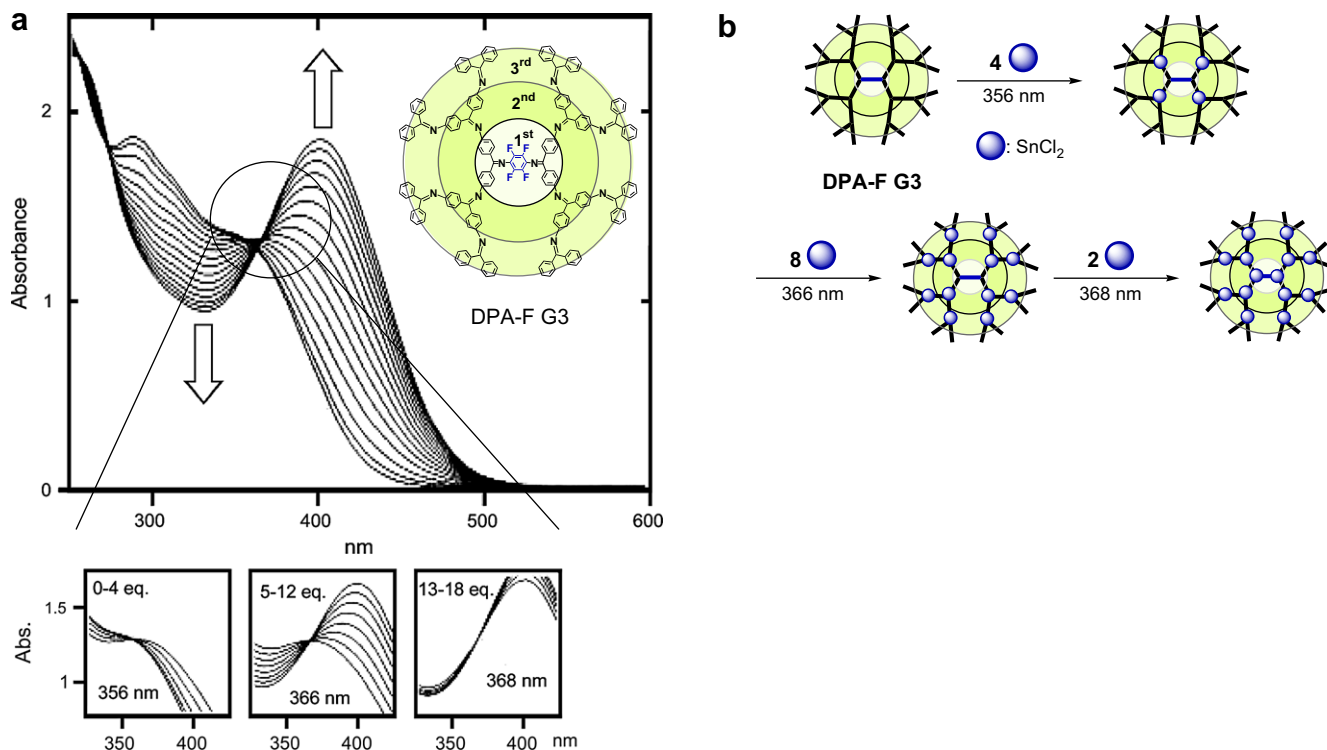 a
Absorbance
2
1
0
300
400
500
600
nm
3rd
2nd
1st
N
N
N
N
N
N
N
N
N
N
N
N
N
N
F
F
F
F
DPA-F G3
Abs.
1.5
1
0-4 eq.
356 nm
5-12 eq.
366 nm
13-18 eq.
368 nm
350
400
350
400
350
400
nm
b
4
356 nm
: SnCl2
DPA-F G3
8
366 nm
2
368 nm